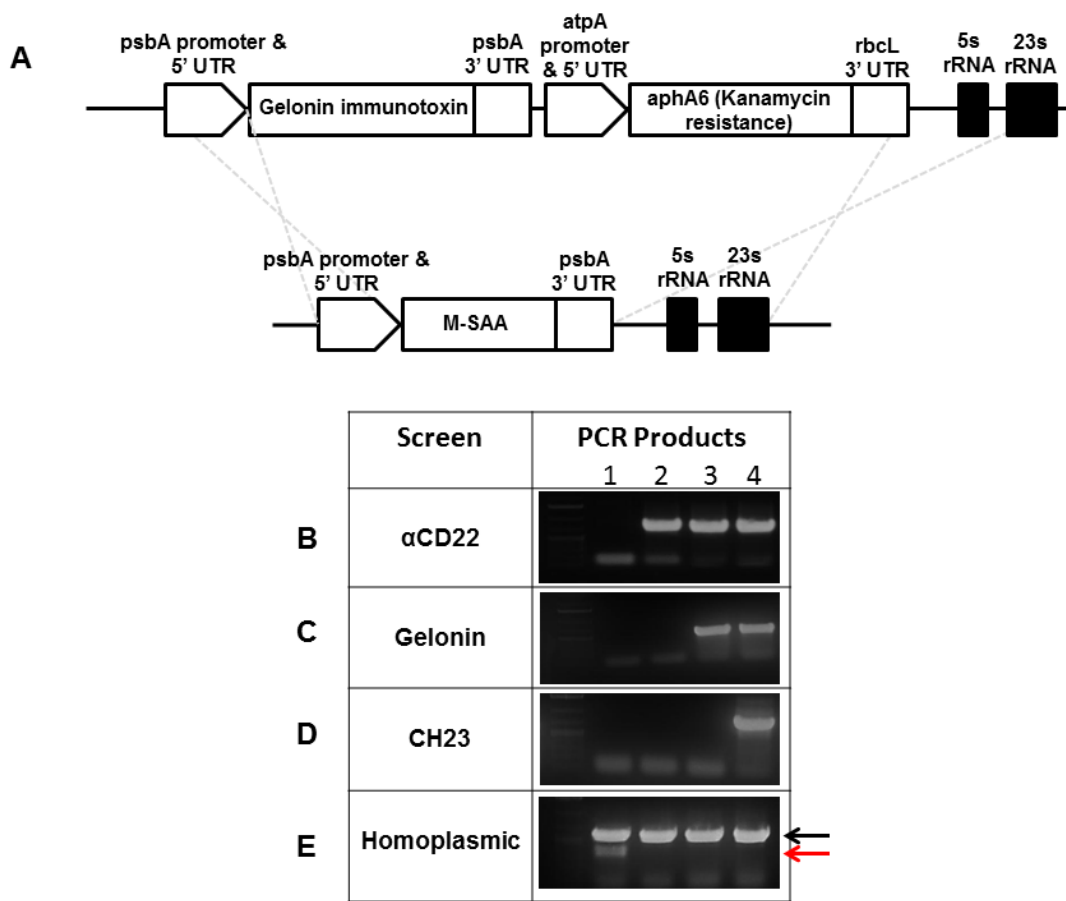 A
psbA promoter &
5' UTR
psbA
3' UTR
atpA
promoter
& 5' UTR
rbcL
3' UTR
5s
rRNA
23s
rRNA
Gelonin immunotoxin
aphA6 (Kanamycin
resistance)
psbA promoter &
5' UTR
psbA
3' UTR
5s
rRNA
23s
rRNA
M-SAA
Screen
PCR Products
1 2 3 4
B
αCD22
C
Gelonin
D
CH23
E
Homoplasmic